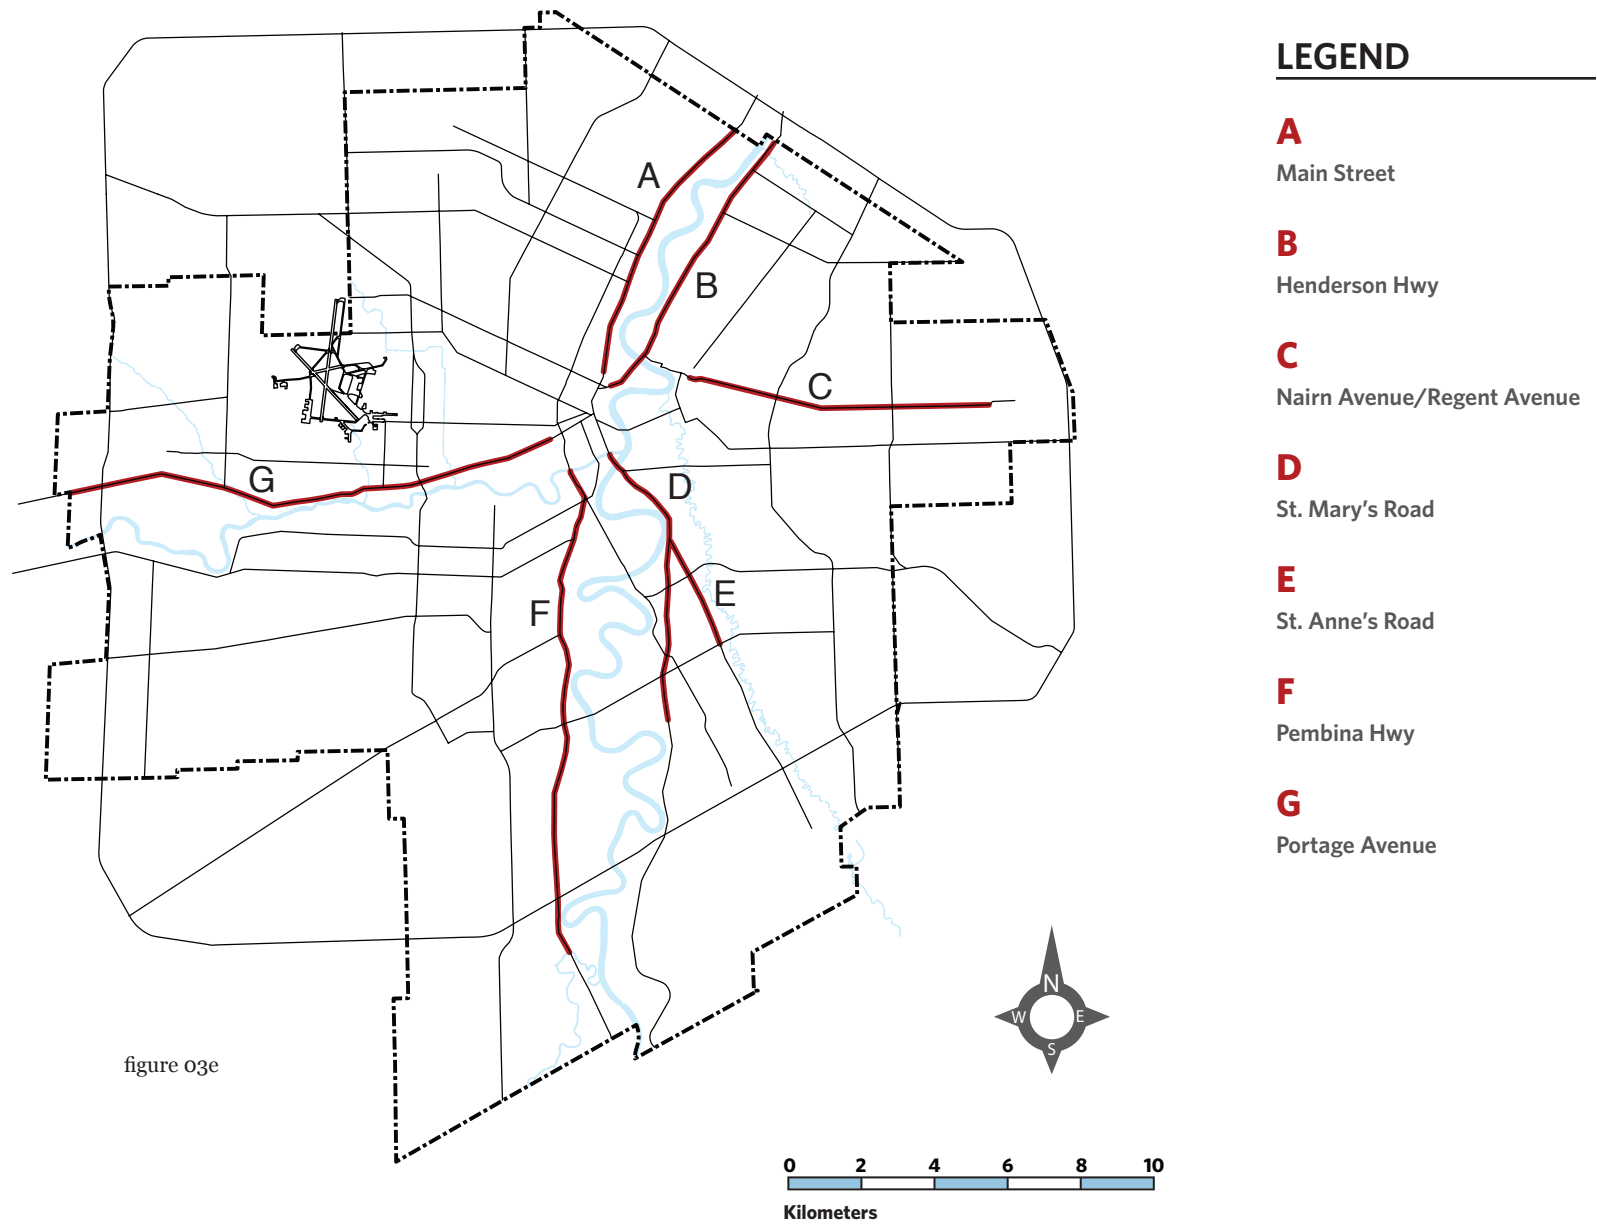 LEGEND
A
Main Street
B
Henderson Hwy
C
Nairn Avenue/Regent Avenue
D
St. Mary's Road
E
St. Anne's Road
F
Pembina Hwy
G
Portage Avenue
A
B
C
G
D
E
F
N
W E
S
figure 03e
0 2 4 6 8 10
Kilometers